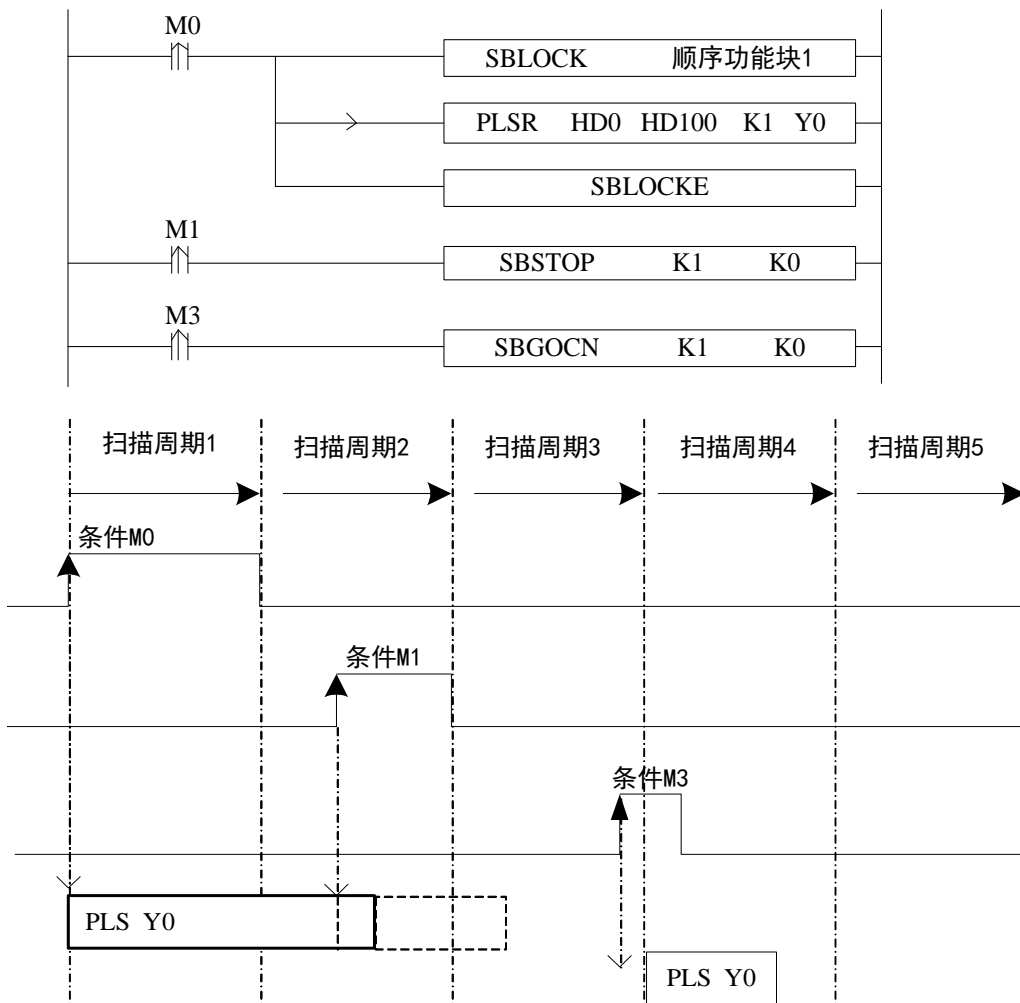 M0
SBLOCK 顺序功能块1
PLSR HD0 HD100 K1 Y0
SBLOCKE
M1
SBSTOP K1 K0
M3
SBGOCN K1 K0
扫描周期1 扫描周期2 扫描周期3 扫描周期4 扫描周期5
条件M0
条件M1
条件M3
PLS Y0
PLS Y0